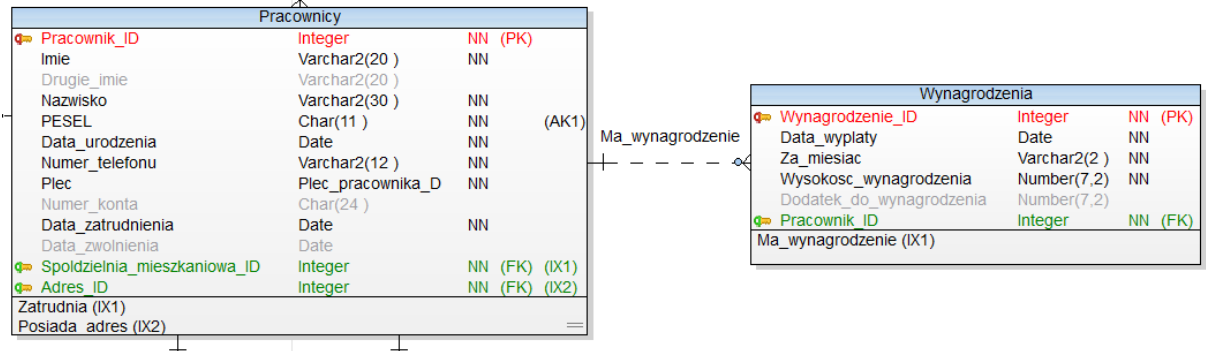 Pracownicy
Pracownik_ID Integer NN (PK)
Imie Varchar2(20 ) NN
Drugie_imie Varchar2(20 )
Nazwisko Varchar2(30 ) NN
PESEL Char(11 ) NN (AK1)
Data_urodzenia Date NN
Numer_telefonu Varchar2(12 ) NN
Plec Plec_pracownika_D NN
Numer_konta Char(24 )
Data_zatrudnienia Date NN
Data_zwolnienia Date
Spoldzielnia_mieszkaniowa_ID Integer NN (FK) (IX1)
Adres_ID Integer NN (FK) (IX2)
Zatrudnia (IX1)
Posiada_adres (IX2)
Ma_wynagrodzenie
Wynagrodzenia
Wynagrodzenie_ID Integer NN (PK)
Data_wyplaty Date NN
Za_miesiac Varchar2(2 ) NN
Wysokosc_wynagrodzenia Number(7,2) NN
Dodatek_do_wynagrodzenia Number(7,2)
Pracownik_ID Integer NN (FK)
Ma_wynagrodzenie (IX1)